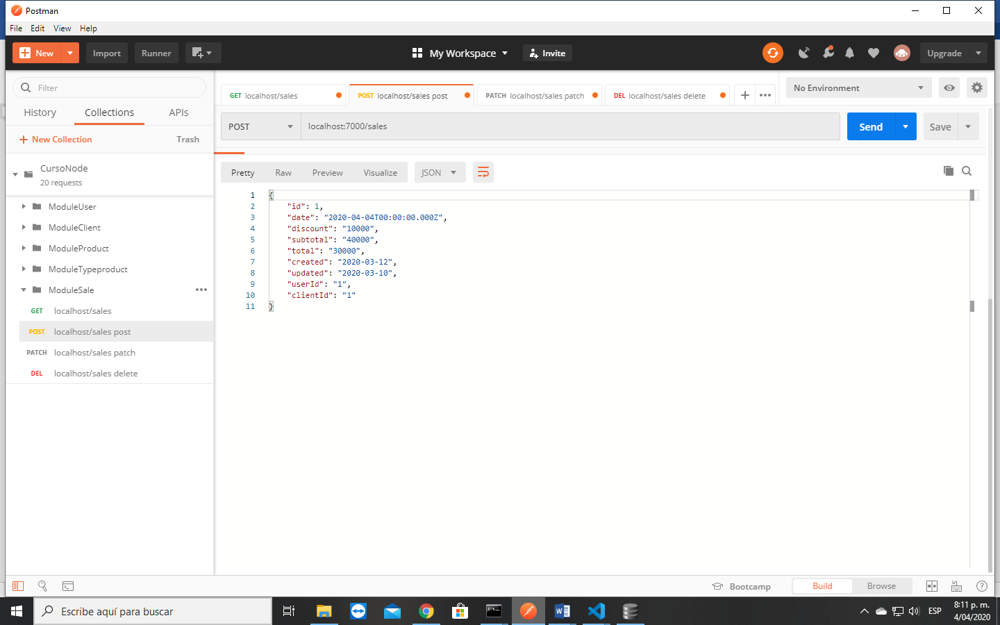 Postman
File Edit View Help
New Import Runner My Workspace Invite Upgrade
Filter
History Collections APIs
New Collection Trash
CursoNode
20 requests
ModuleUser
ModuleClient
ModuleProduct
ModuleTypeproduct
ModuleSale
GET localhost/sales
POST localhost/sales post
PATCH localhost/sales patch
DEL localhost/sales delete
GET localhost/sales POST localhost/sales post PATCH localhost/sales patch DEL localhost/sales delete No Environment
POST localhost:7000/sales Send Save
Pretty Raw Preview Visualize JSON
1 {
2 "id": 1,
3 "date": "2020-04-04T00:00:00.000Z",
4 "discount": "10000",
5 "subtotal": "40000",
6 "total": "30000",
7 "created": "2020-03-12",
8 "updated": "2020-03-10",
9 "userId": "1",
10 "clientId": "1"
11 }
Bootcamp Build Browse
Escribe aquí para buscar
ESP
8:11 p. m.
4/04/2020